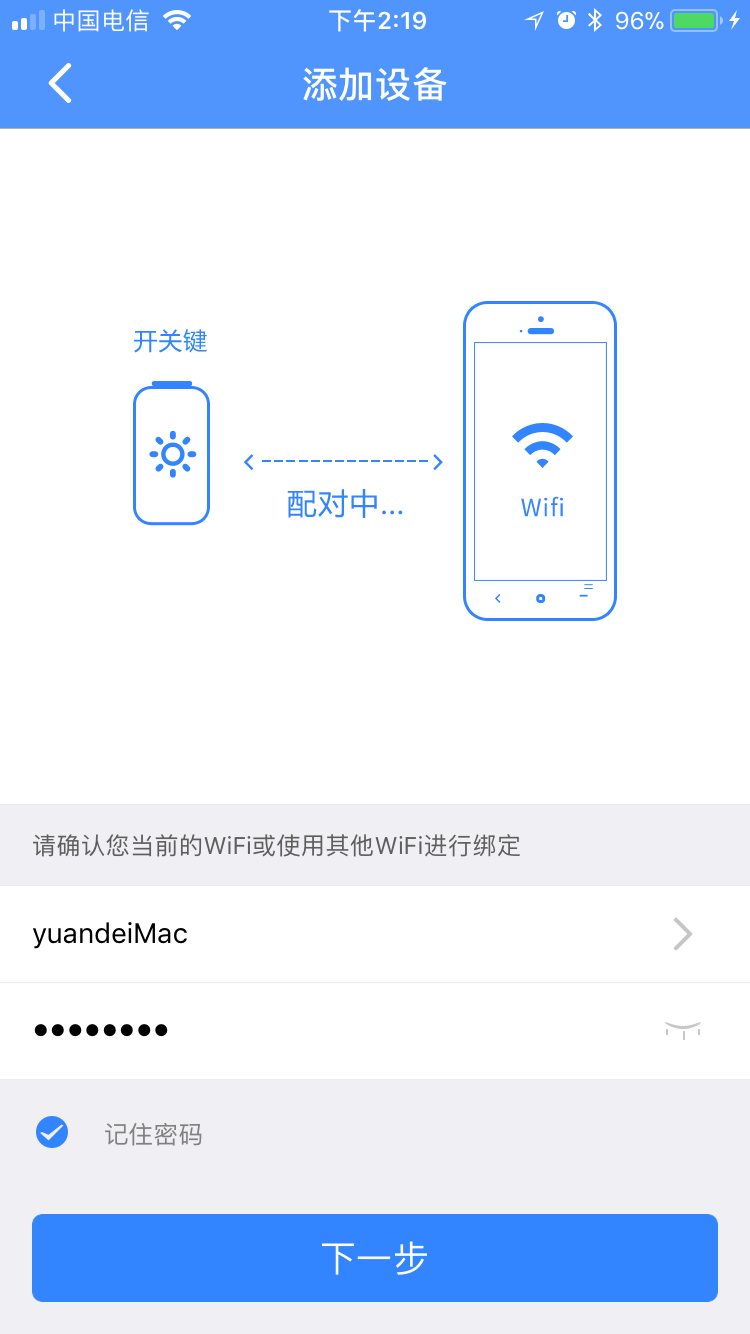 中国电信
下午2:19
96%
添加设备
开关键
配对中...
Wifi
请确认您当前的WiFi或使用其他WiFi进行绑定
yuandeiMac
••••••••
记住密码
下一步